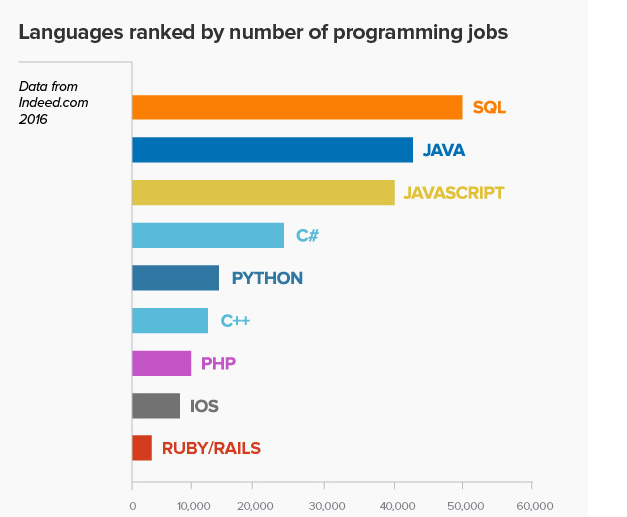 Languages ranked by number of programming jobs
Data from
Indeed.com
2016
SQL
JAVA
JAVASCRIPT
C#
PYTHON
C++
PHP
IOS
RUBY/RAILS
0 10,000 20,000 30,000 40,000 50,000 60,000